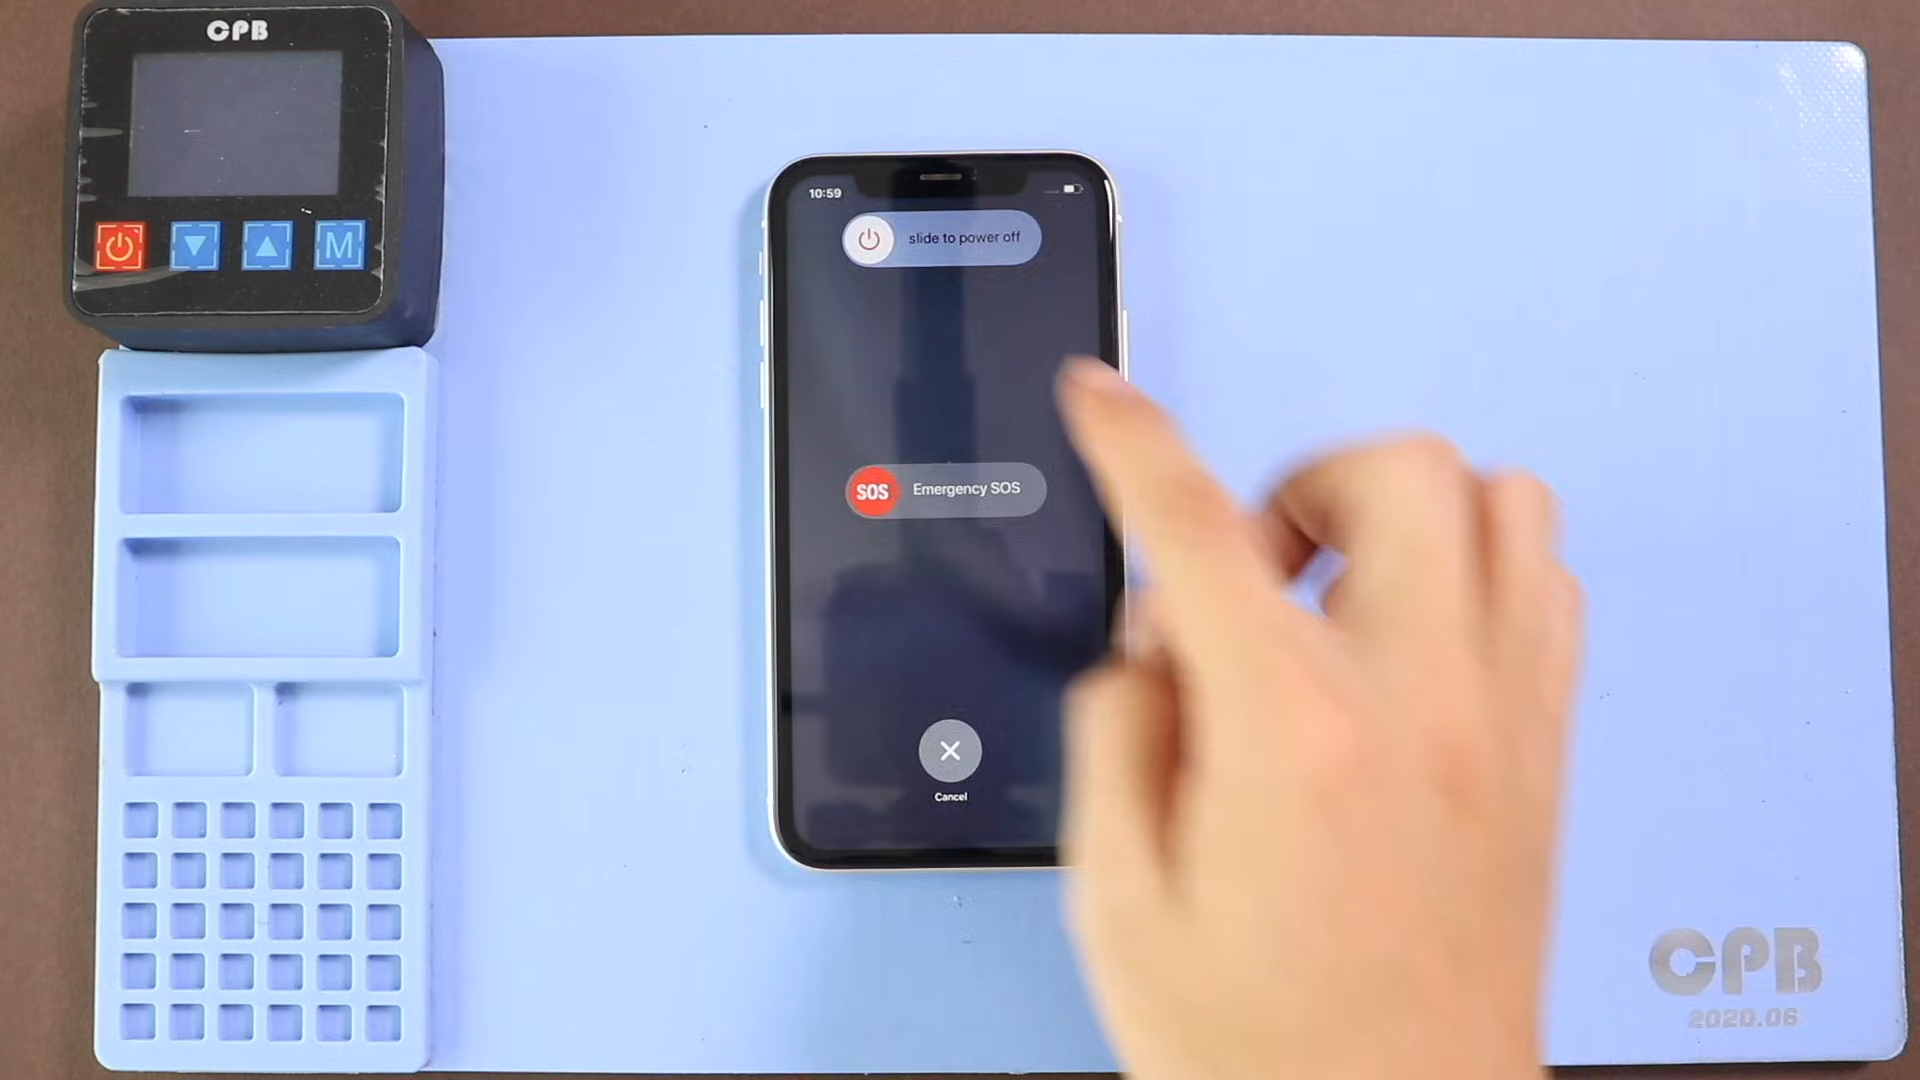 CPB
M
10:59
slide to power off
SOS Emergency SOS
Cancel
CPB
2020.06